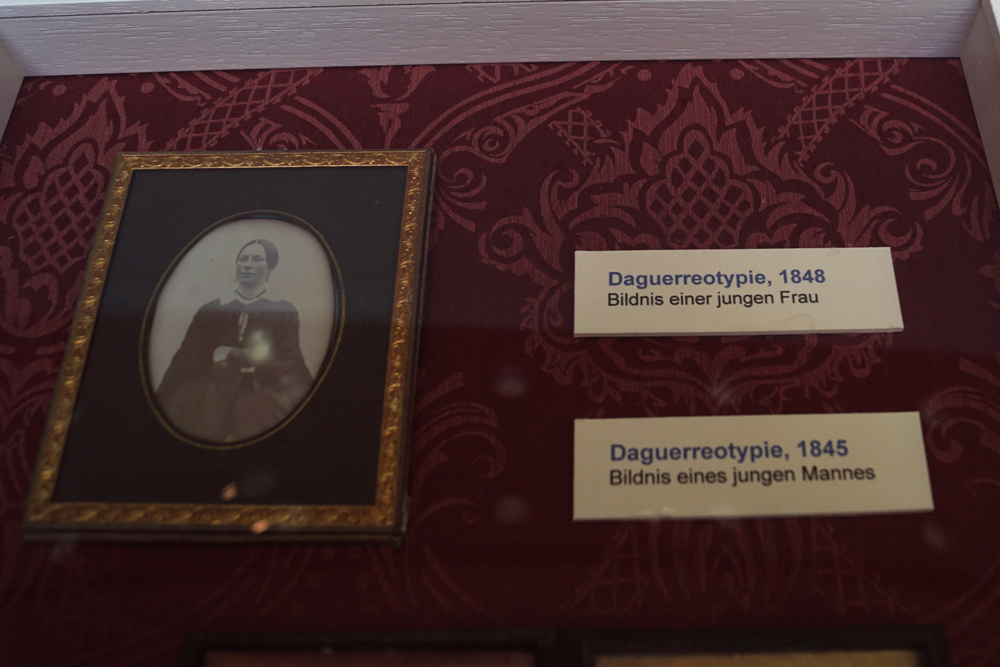 Daguerreotypie, 1848
Bildnis einer jungen Frau
Daguerreotypie, 1845
Bildnis eines jungen Mannes